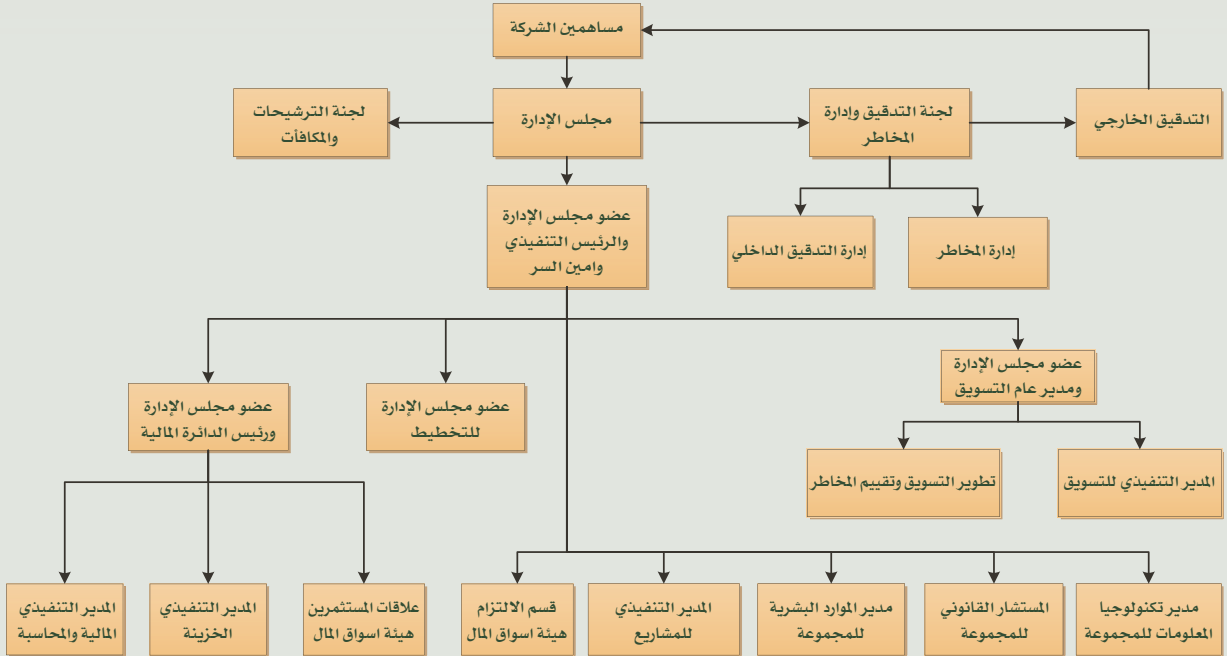 مساهمين الشركة
التدقيق الخارجي
لجنة التدقيق وإدارة
المخاطر
مجلس الإدارة
لجنة الترشيحات
والمكافأت
إدارة المخاطر
إدارة التدقيق الداخلي
عضو مجلس الإدارة
والرئيس التنفيذي
وامين السر
عضو مجلس الإدارة
ومدير عام التسويق
عضو مجلس الإدارة
للتخطيط
عضو مجلس الإدارة
ورئيس الدائرة المالية
المدير التنفيذي للتسويق
تطوير التسويق وتقييم المخاطر
مدير تكنولوجيا
المعلومات للمجموعة
المستشار القانوني
للمجموعة
مدير الموارد البشرية
للمجموعة
المدير التنفيذي
للمشاريع
قسم الالتزام
هيئة اسواق المال
علاقات المستثمرين
هيئة اسواق المال
المدير التنفيذي
الخزينة
المدير التنفيذي
المالية والمحاسبة